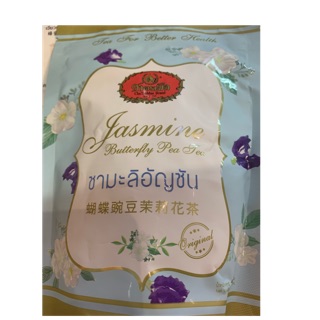 Tea For Better Health
Jasmine
Butterfly Pea Tea
ชามะลิอัญชัน
蝴蝶豌豆茉莉花茶
Original